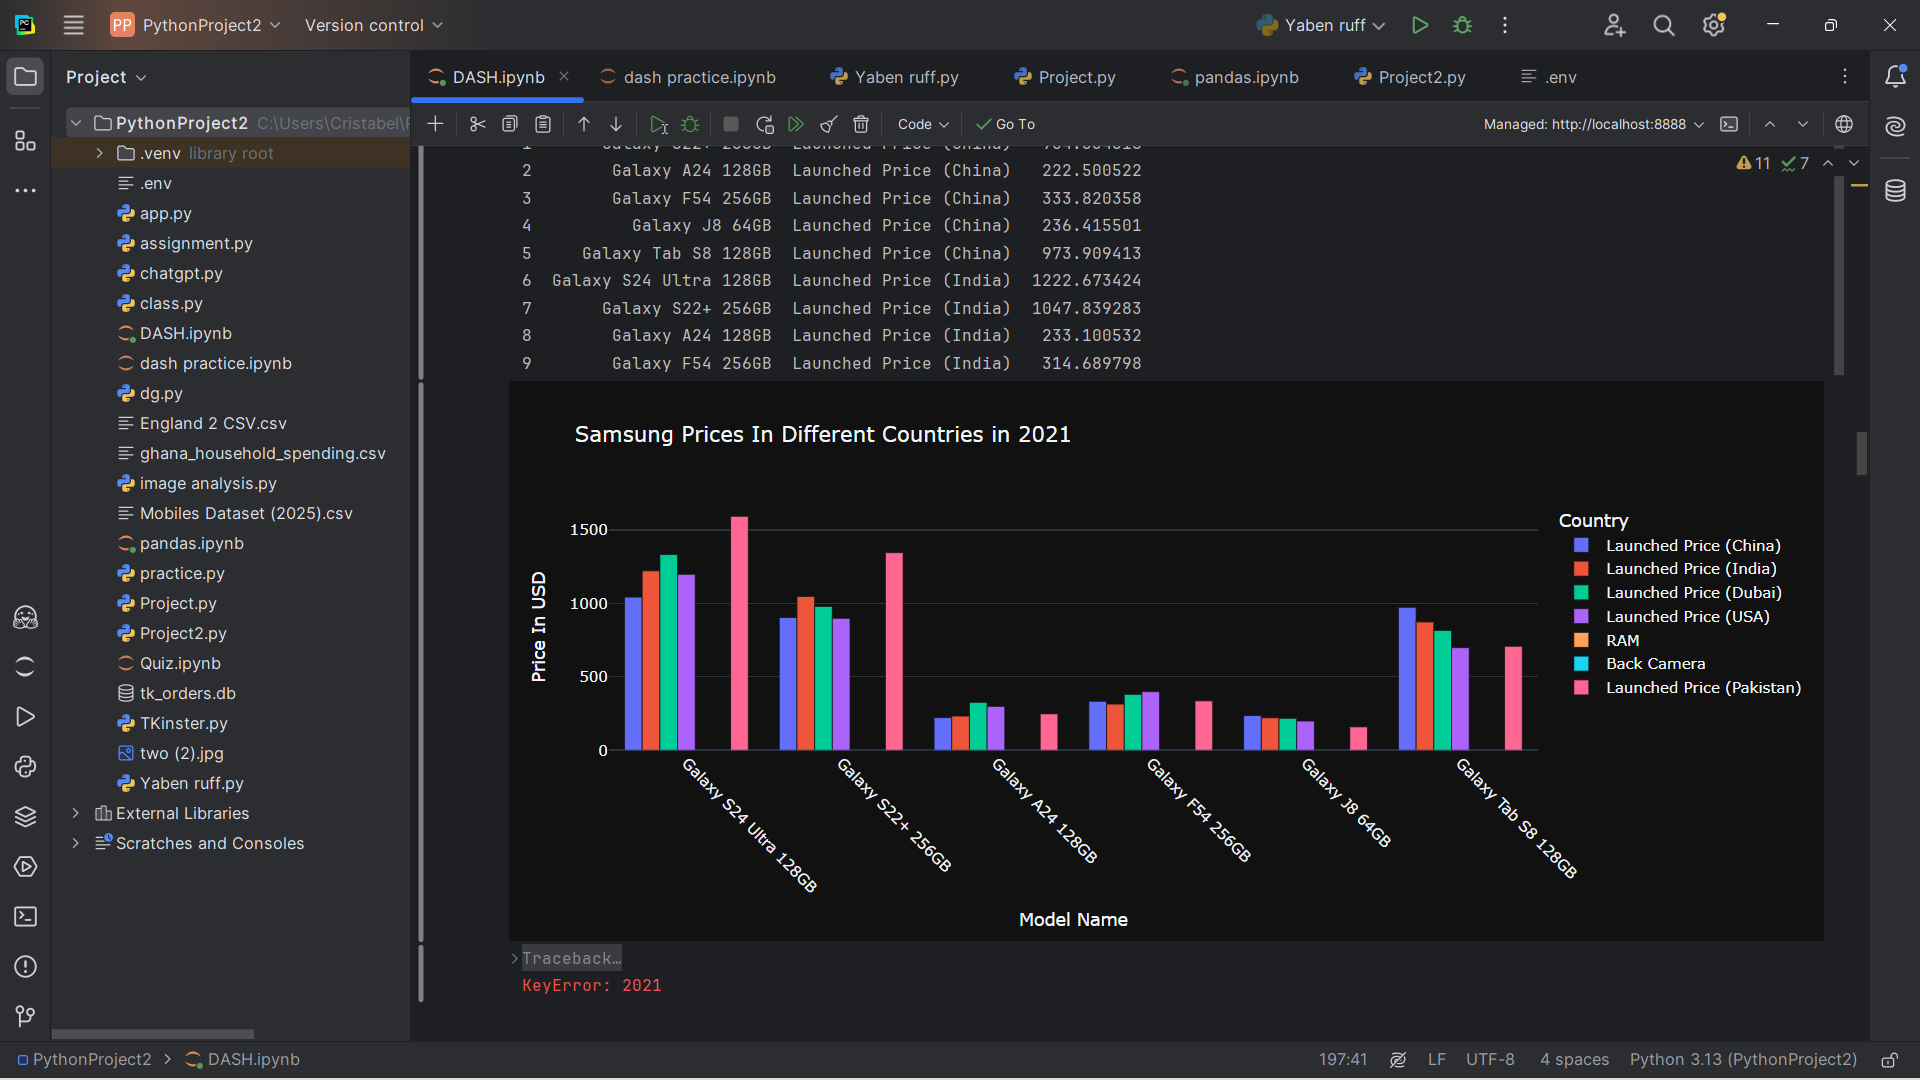 PC
PP PythonProject2 Version control Yaben ruff
Project
DASH.ipynb dash practice.ipynb Yaben ruff.py Project.py pandas.ipynb Project2.py .env
Code Go To Managed: http://localhost:8888
11 7
PythonProject2 C:\Users\Cristabel\
.venv library root
.env
app.py
assignment.py
chatgpt.py
class.py
DASH.ipynb
dash practice.ipynb
dg.py
England 2 CSV.csv
ghana_household_spending.csv
image analysis.py
Mobiles Dataset (2025).csv
pandas.ipynb
practice.py
Project.py
Project2.py
Quiz.ipynb
tk_orders.db
TKinster.py
two (2).jpg
Yaben ruff.py
External Libraries
Scratches and Consoles
2 Galaxy A24 128GB Launched Price (China) 222.500522
3 Galaxy F54 256GB Launched Price (China) 333.820358
4 Galaxy J8 64GB Launched Price (China) 236.415501
5 Galaxy Tab S8 128GB Launched Price (China) 973.909413
6 Galaxy S24 Ultra 128GB Launched Price (India) 1222.673424
7 Galaxy S22+ 256GB Launched Price (India) 1047.839283
8 Galaxy A24 128GB Launched Price (India) 233.100532
9 Galaxy F54 256GB Launched Price (India) 314.689798
Samsung Prices In Different Countries in 2021
1500
1000
500
0
Price In USD
Galaxy S24 Ultra 128GB
Galaxy S22+ 256GB
Galaxy A24 128GB
Galaxy F54 256GB
Galaxy J8 64GB
Galaxy Tab S8 128GB
Model Name
Country
Launched Price (China)
Launched Price (India)
Launched Price (Dubai)
Launched Price (USA)
RAM
Back Camera
Launched Price (Pakistan)
Traceback…
KeyError: 2021
PythonProject2 > DASH.ipynb 197:41 LF UTF-8 4 spaces Python 3.13 (PythonProject2)